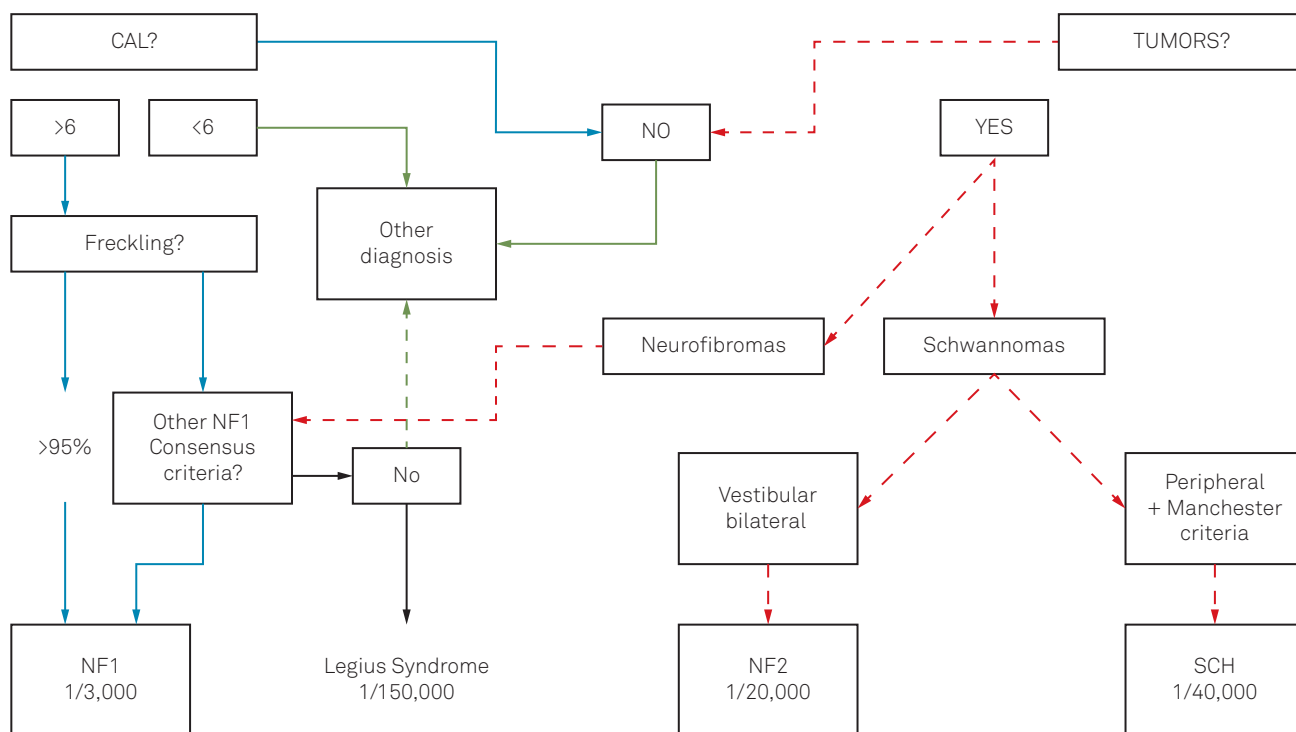 CAL?
TUMORS?
>6
<6
NO
YES
Other
diagnosis
Freckling?
Neurofibromas
Schwannomas
>95%
Other NF1
Consensus
criteria?
No
Vestibular
bilateral
Peripheral
+ Manchester
criteria
NF1
1/3,000
Legius Syndrome
1/150,000
NF2
1/20,000
SCH
1/40,000